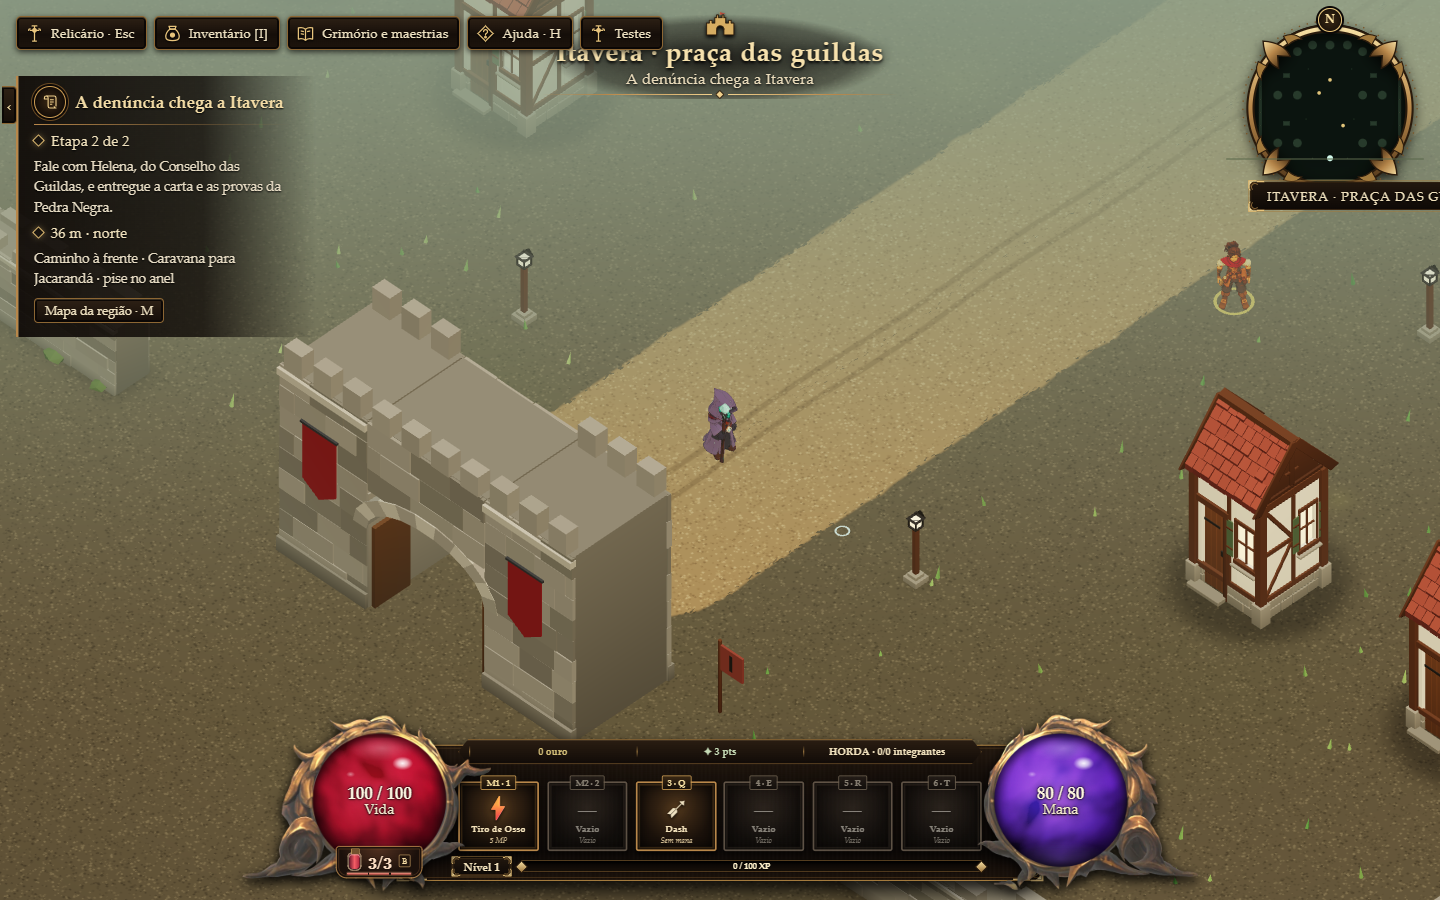 Relicário · Esc
Inventário [I]
Grimório e maestrias
Ajuda · H
Testes
Itavera · praça das guildas
A denúncia chega a Itavera
N
ITAVERA · PRAÇA DAS G
‹
A denúncia chega a Itavera
Etapa 2 de 2
Fale com Helena, do Conselho das
Guildas, e entregue a carta e as provas da
Pedra Negra.
36 m · norte
Caminho à frente · Caravana para
Jacarandá · pise no anel
Mapa da região · M
0 ouro
3 pts
HORDA · 0/0 integrantes
100 / 100
Vida
3/3
B
M1 · 1
Tiro de Osso
5 MP
M2 · 2
Vazio
Vazio
3 · Q
Dash
Sem mana
4 · E
Vazio
Vazio
5 · R
Vazio
Vazio
6 · T
Vazio
Vazio
80 / 80
Mana
Nível 1
0 / 100 XP